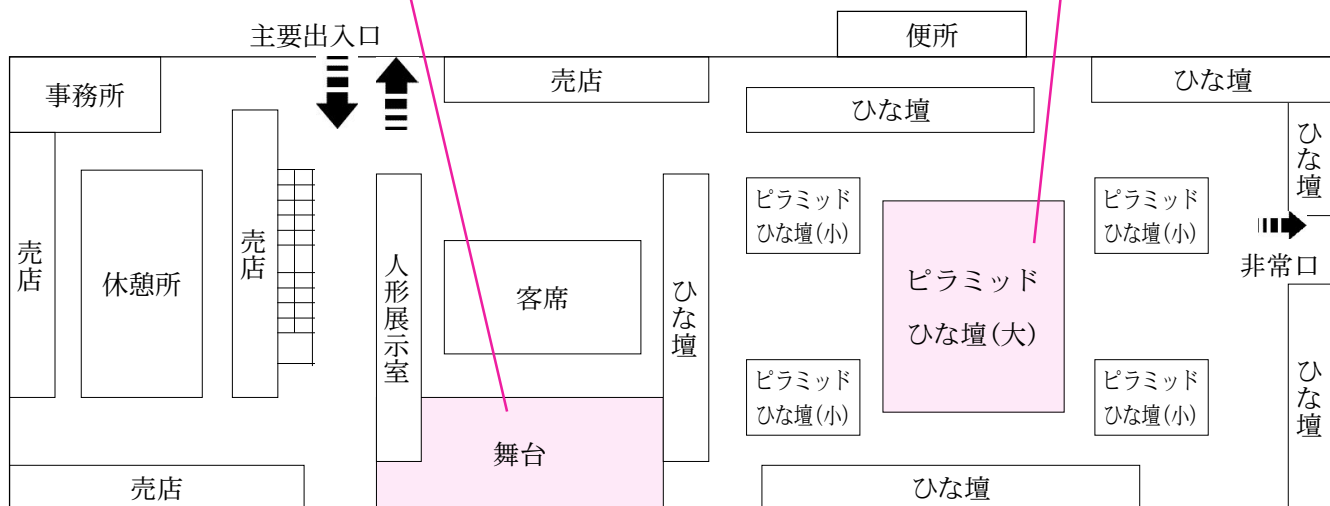 主要出入口
便所
事務所
売店
ひな壇
ひな壇
ひな壇
売店
休憩所
売店
人形展示室
客席
ひな壇
ピラミッド
ひな壇(小)
ピラミッド
ひな壇(大)
ピラミッド
ひな壇(小)
非常口
ピラミッド
ひな壇(小)
ピラミッド
ひな壇(小)
ひな壇
舞台
売店
ひな壇